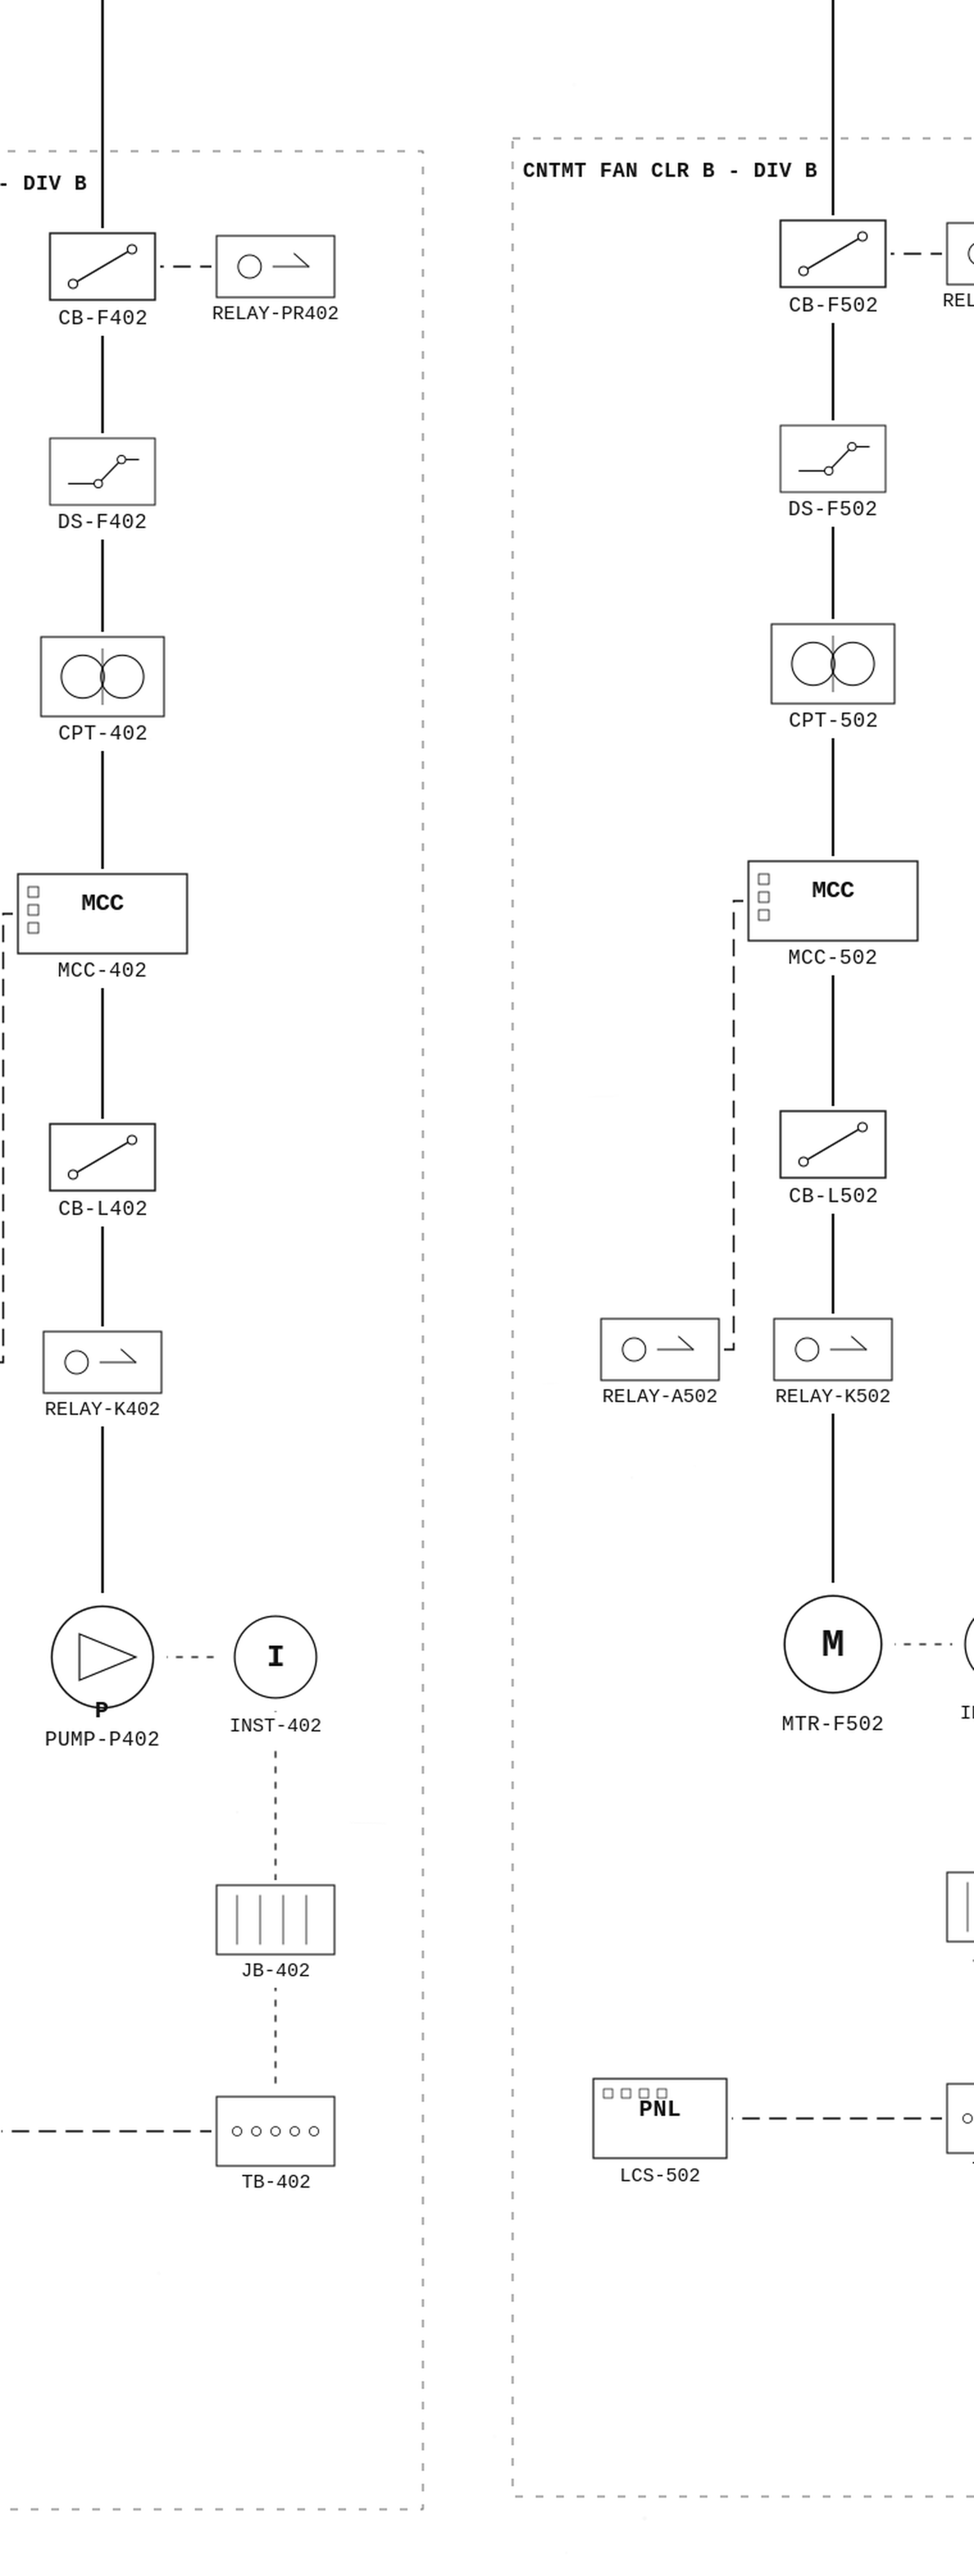 - DIV B
CB-F402
RELAY-PR402
DS-F402
CPT-402
MCC
MCC-402
CB-L402
RELAY-K402
P
PUMP-P402
I
INST-402
JB-402
TB-402
CNTMT FAN CLR B - DIV B
CB-F502
REL
DS-F502
CPT-502
MCC
MCC-502
CB-L502
RELAY-A502
RELAY-K502
M
MTR-F502
PNL
LCS-502